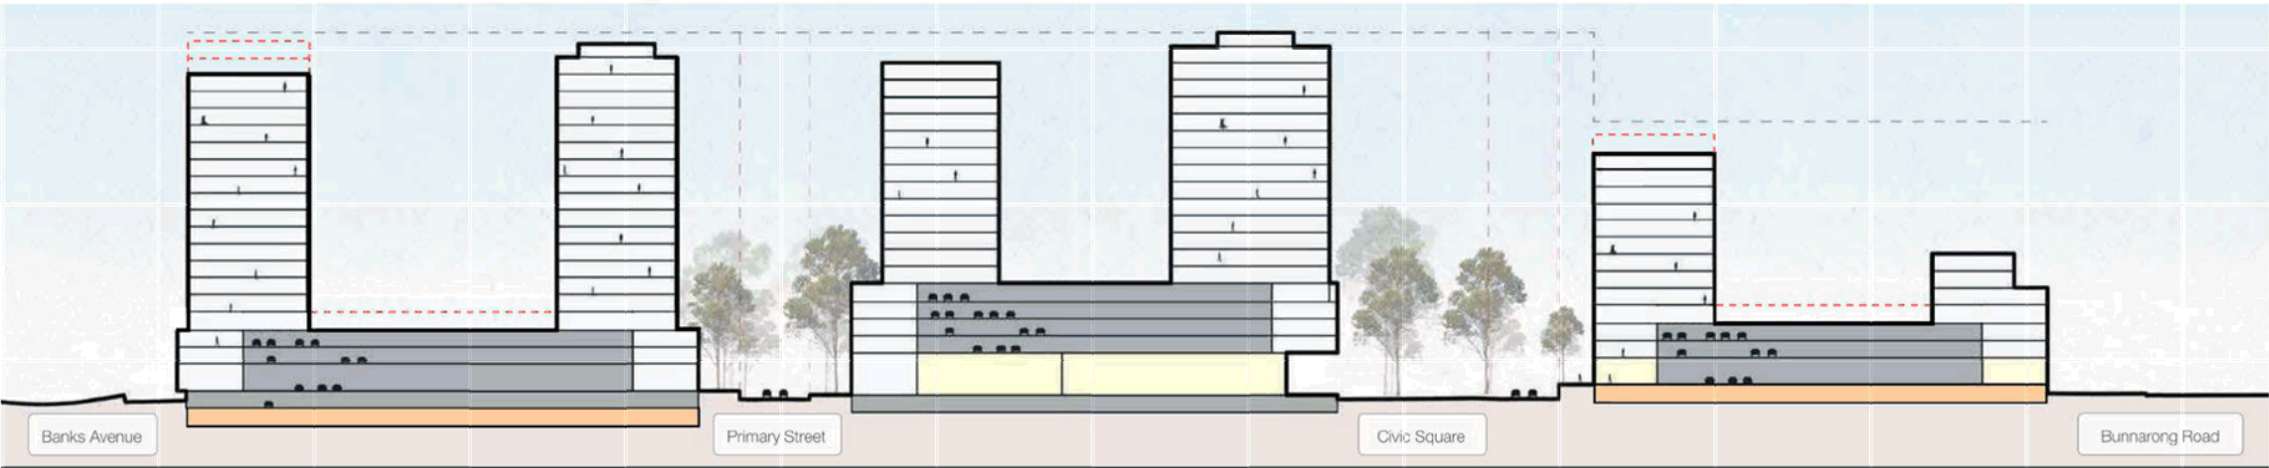 Banks Avenue
Primary Street
Civic Square
Bunnarong Road